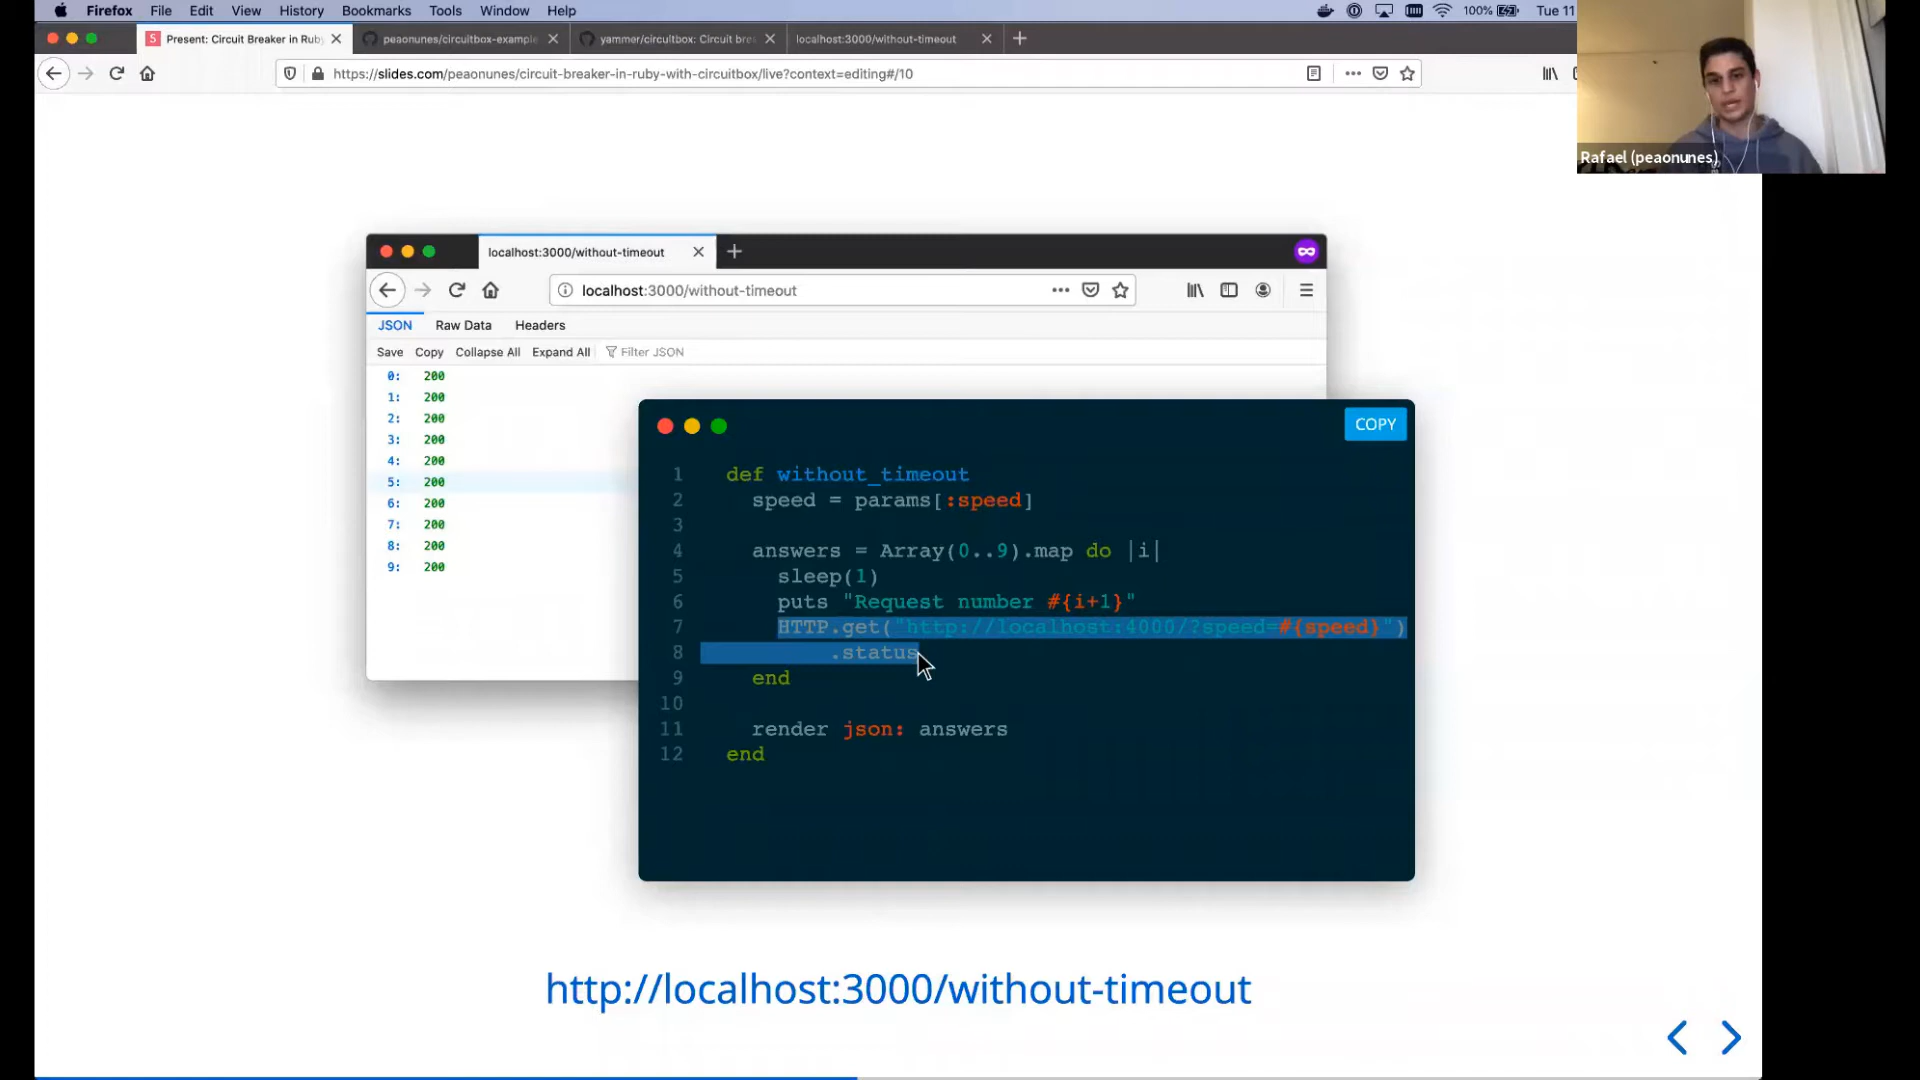 Firefox File Edit View History Bookmarks Tools Window Help 100% Tue 11
Present: Circuit Breaker in Ruby
peaonunes/circuitbox-example
yammer/circuitbox: Circuit bre
localhost:3000/without-timeout
https://slides.com/peaonunes/circuit-breaker-in-ruby-with-circuitbox/live?context=editing#/10
Rafael (peaonunes)
localhost:3000/without-timeout
localhost:3000/without-timeout
JSON Raw Data Headers
Save Copy Collapse All Expand All Filter JSON
0: 200
1: 200
2: 200
3: 200
4: 200
5: 200
6: 200
7: 200
8: 200
9: 200
COPY
1 def without_timeout
2 speed = params[:speed]
3
4 answers = Array(0..9).map do |i|
5 sleep(1)
6 puts "Request number #{i+1}"
7 HTTP.get("http://localhost:4000/?speed=#{speed}")
8 .status
9 end
10
11 render json: answers
12 end
http://localhost:3000/without-timeout